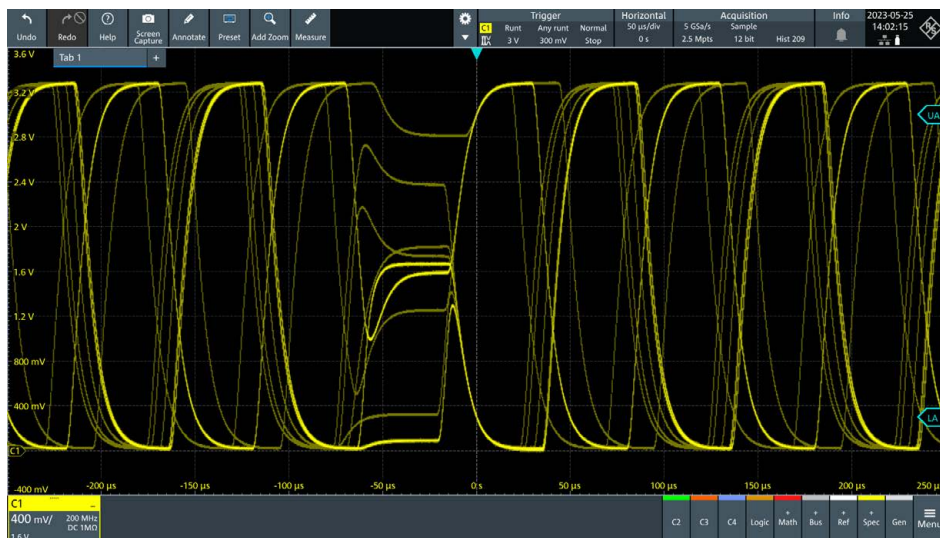 Undo Redo Help Screen Capture Annotate Preset Add Zoom Measure
Trigger Horizontal Acquisition Info 2023-05-25
C1 Runt Any runt Normal 50 µs/div 5 GSa/s Sample 14:02:15
3 V 300 mV Stop 0 s 2.5 Mpts 12 bit Hist 209
3.6 V
Tab 1 +
3.2 V
2.8 V
UA
2.4 V
2 V
1.6 V
1.2 V
800 mV
400 mV
LA
C1
-400 mV -200 µs -150 µs -100 µs -50 µs 0 s 50 µs 100 µs 150 µs 200 µs 250 µs
C1
400 mV/ 200 MHz
DC 1MΩ
1.6 V
C2 C3 C4 Logic + Math + Bus + Ref + Spec Gen Menu